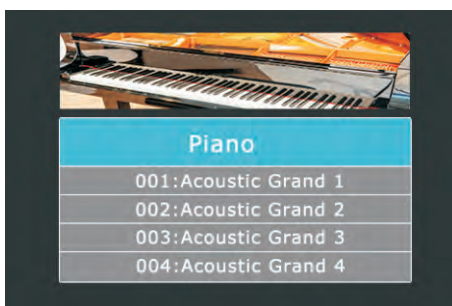 Piano
001:Acoustic Grand 1
002:Acoustic Grand 2
003:Acoustic Grand 3
004:Acoustic Grand 4